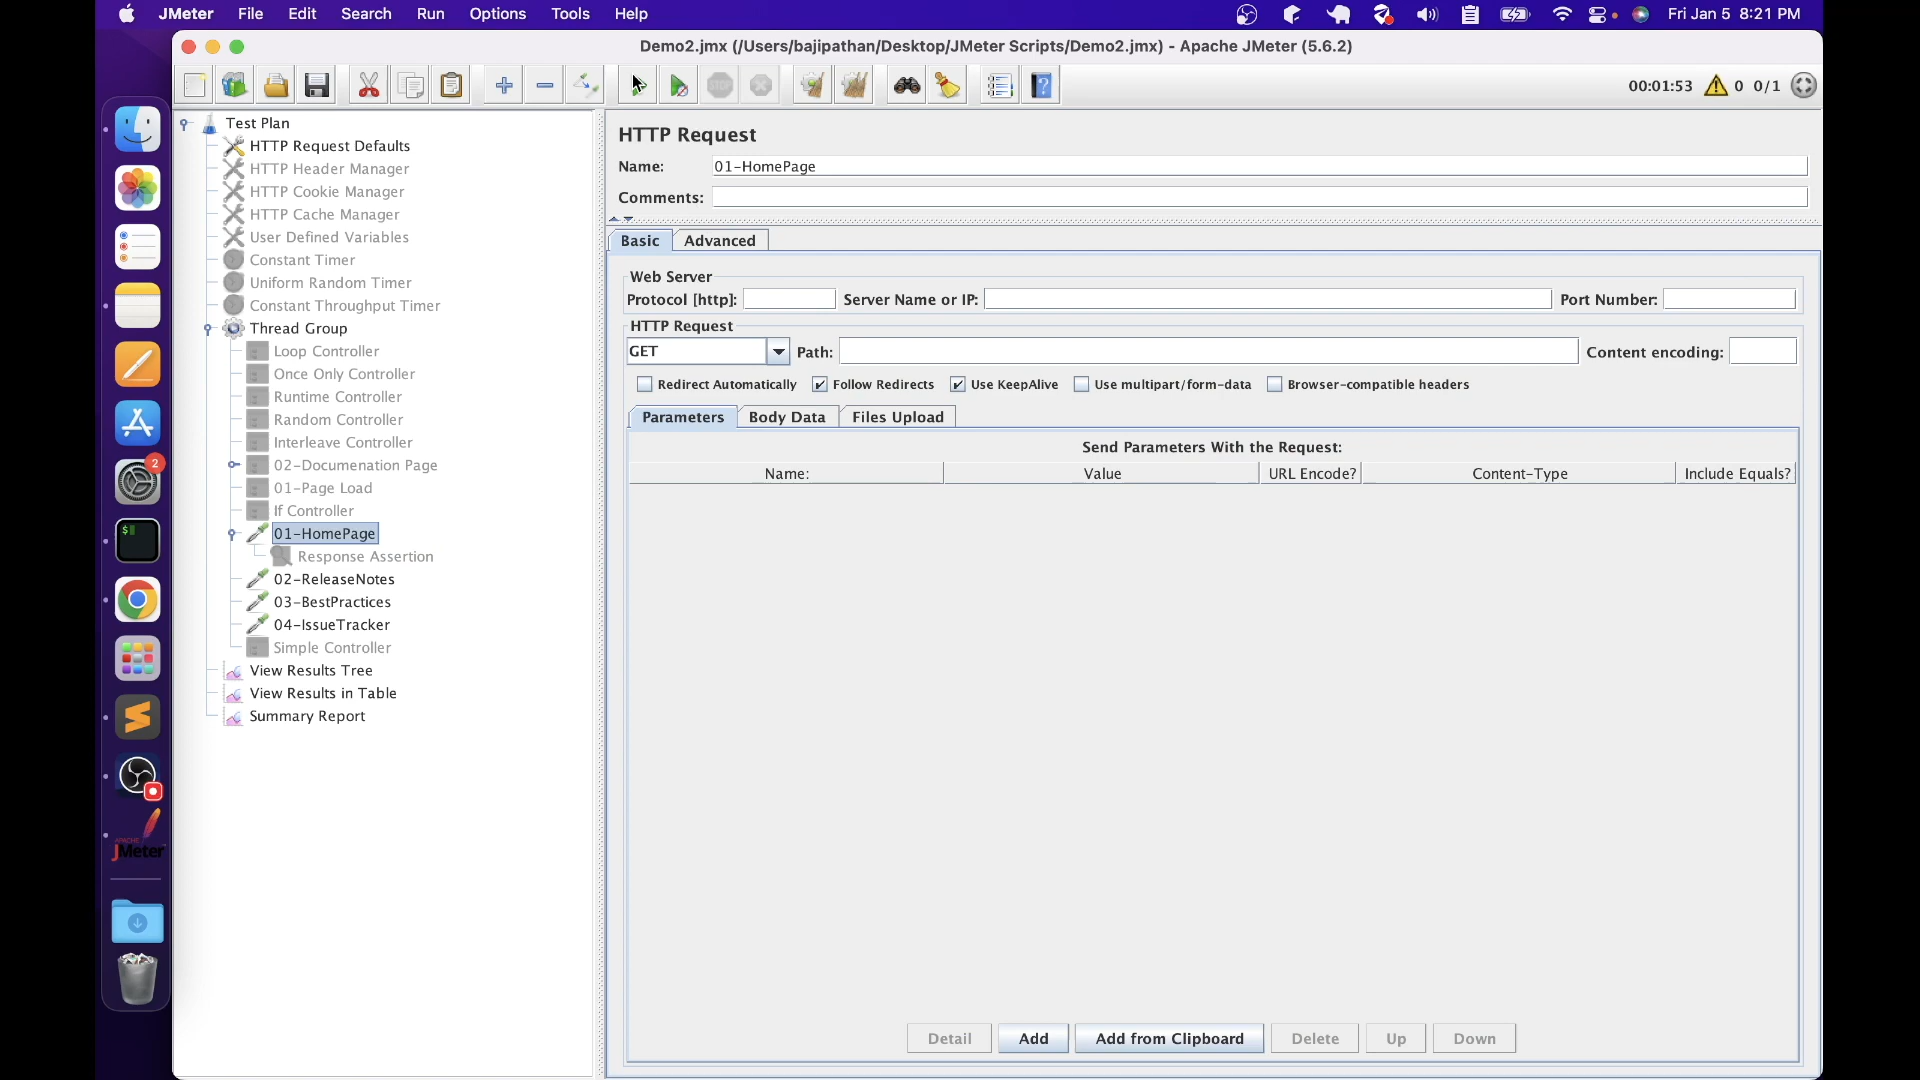 JMeter File Edit Search Run Options Tools Help Fri Jan 5 8:21 PM
Demo2.jmx (/Users/bajipathan/Desktop/JMeter Scripts/Demo2.jmx) - Apache JMeter (5.6.2)
STOP 00:01:53 0 0/1
Test Plan
HTTP Request Defaults
HTTP Header Manager
HTTP Cookie Manager
HTTP Cache Manager
User Defined Variables
Constant Timer
Uniform Random Timer
Constant Throughput Timer
Thread Group
Loop Controller
Once Only Controller
Runtime Controller
Random Controller
Interleave Controller
02-Documenation Page
01-Page Load
If Controller
01-HomePage
Response Assertion
02-ReleaseNotes
03-BestPractices
04-IssueTracker
Simple Controller
View Results Tree
View Results in Table
Summary Report
HTTP Request
Name: 01-HomePage
Comments:
Basic Advanced
Web Server
Protocol [http]: Server Name or IP: Port Number:
HTTP Request
GET Path: Content encoding:
Redirect Automatically Follow Redirects Use KeepAlive Use multipart/form-data Browser-compatible headers
Parameters Body Data Files Upload
Send Parameters With the Request:
Name: Value URL Encode? Content-Type Include Equals?
Detail Add Add from Clipboard Delete Up Down
2
$
APACHE
JMeter